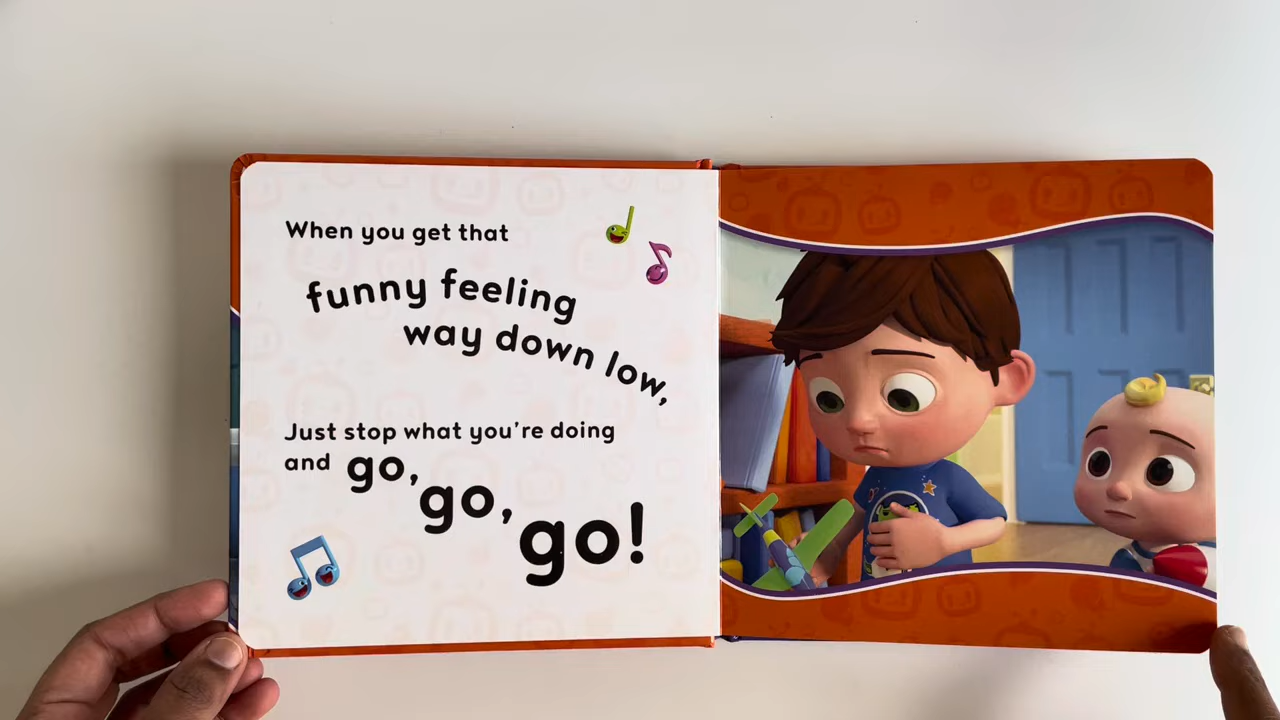 When you get that
funny feeling
way down low,
Just stop what you're doing
and go, go, go!